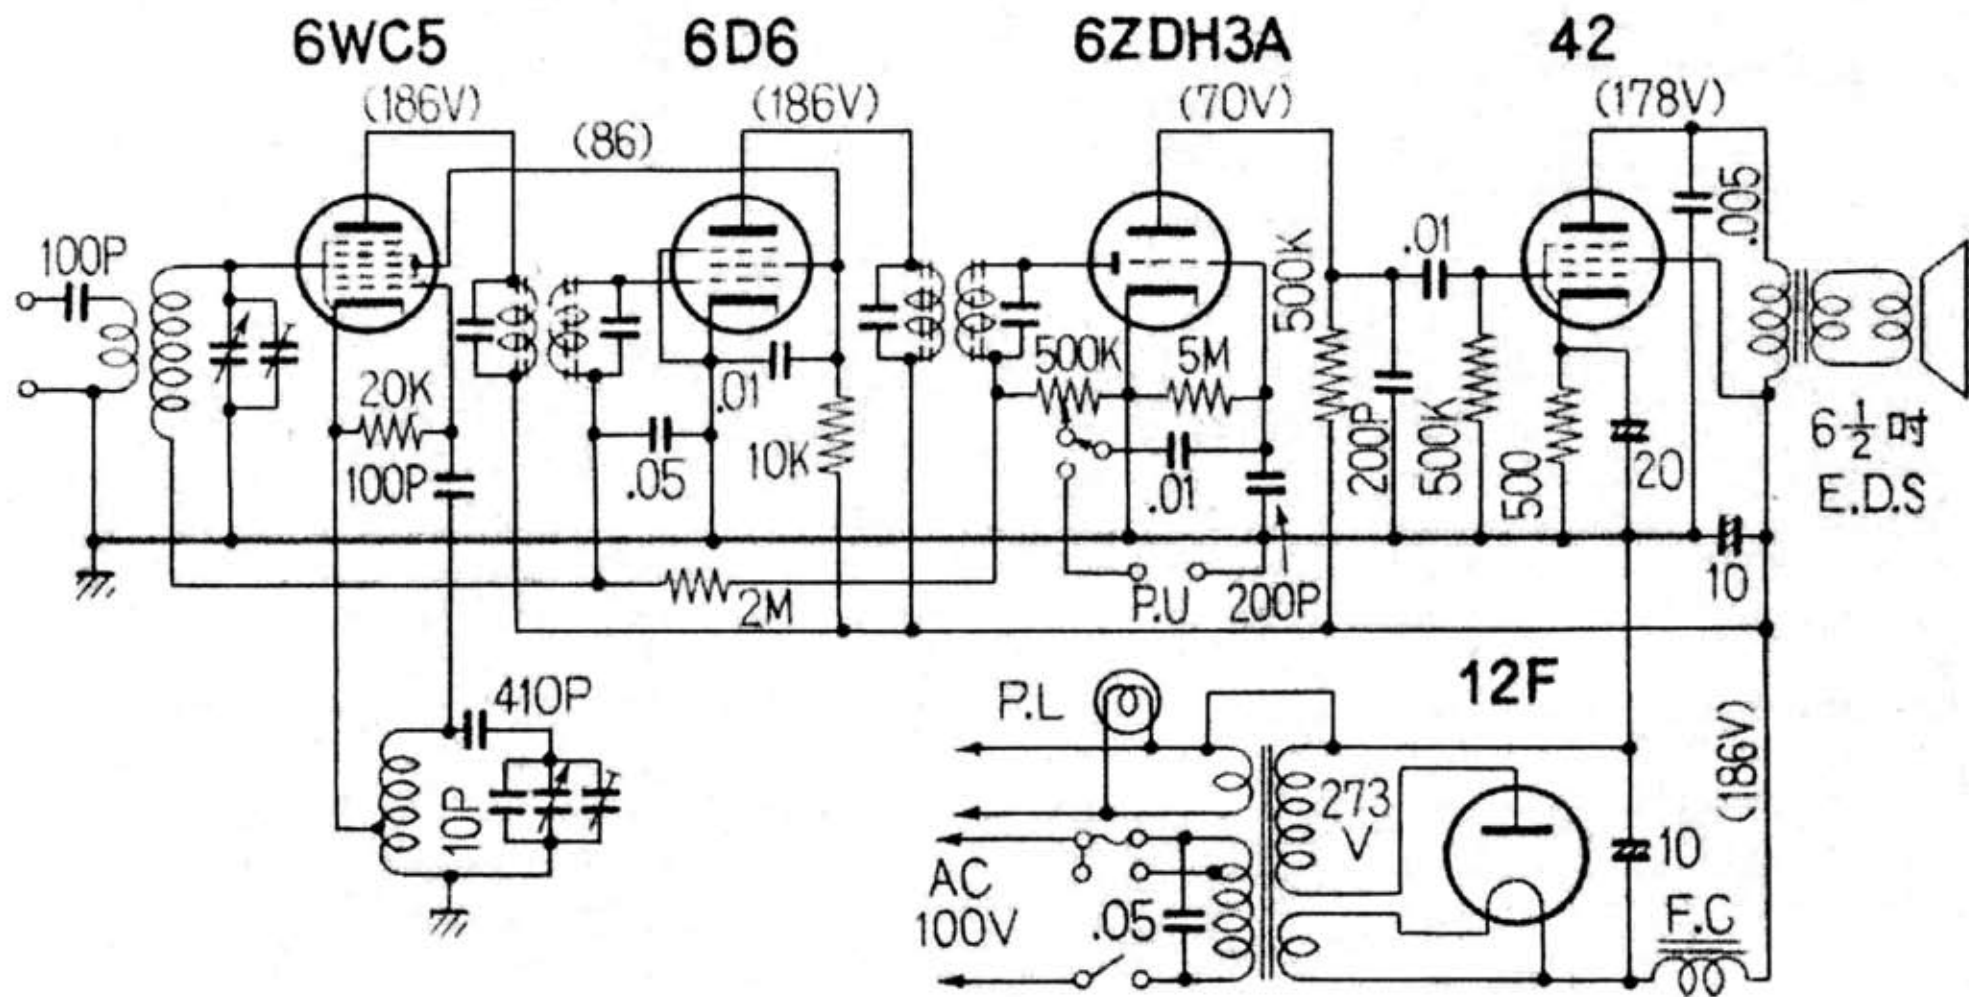 6WC5
6D6
6ZDH3A
42
(186V)
(86)
(186V)
(70V)
(178V)
100P
20K
100P
.01
.05
10K
500K
5M
.01
500K
200P
.01
500K
500
20
.005
6 1/2 吋
E.D.S
10
2M
P.U
200P
410P
10P
P.L
12F
273
V
(186V)
10
AC
100V
.05
F.C